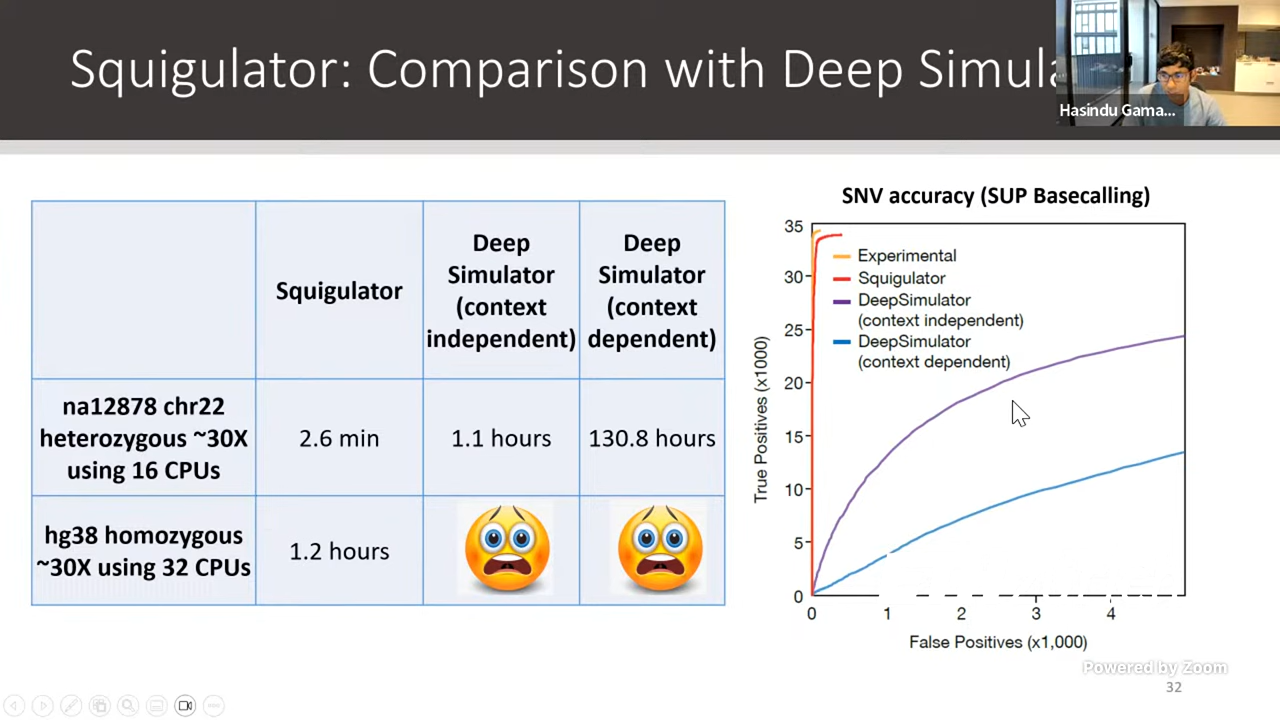 Squigulator: Comparison with Deep Simula
Hasindu Gama...
Squigulator
Deep
Simulator
(context
independent)
Deep
Simulator
(context
dependent)
na12878 chr22
heterozygous ~30X
using 16 CPUs
2.6 min
1.1 hours
130.8 hours
hg38 homozygous
~30X using 32 CPUs
1.2 hours
SNV accuracy (SUP Basecalling)
True Positives (x1000)
35
30
25
20
15
10
5
0
Experimental
Squigulator
DeepSimulator
(context independent)
DeepSimulator
(context dependent)
0
1
2
3
4
False Positives (x1,000)
Powered by Zoom
32